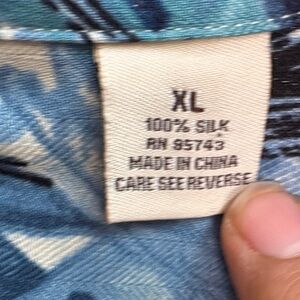 XL
100% SILK
RN 95743
MADE IN CHINA
CARE SEE REVERSE